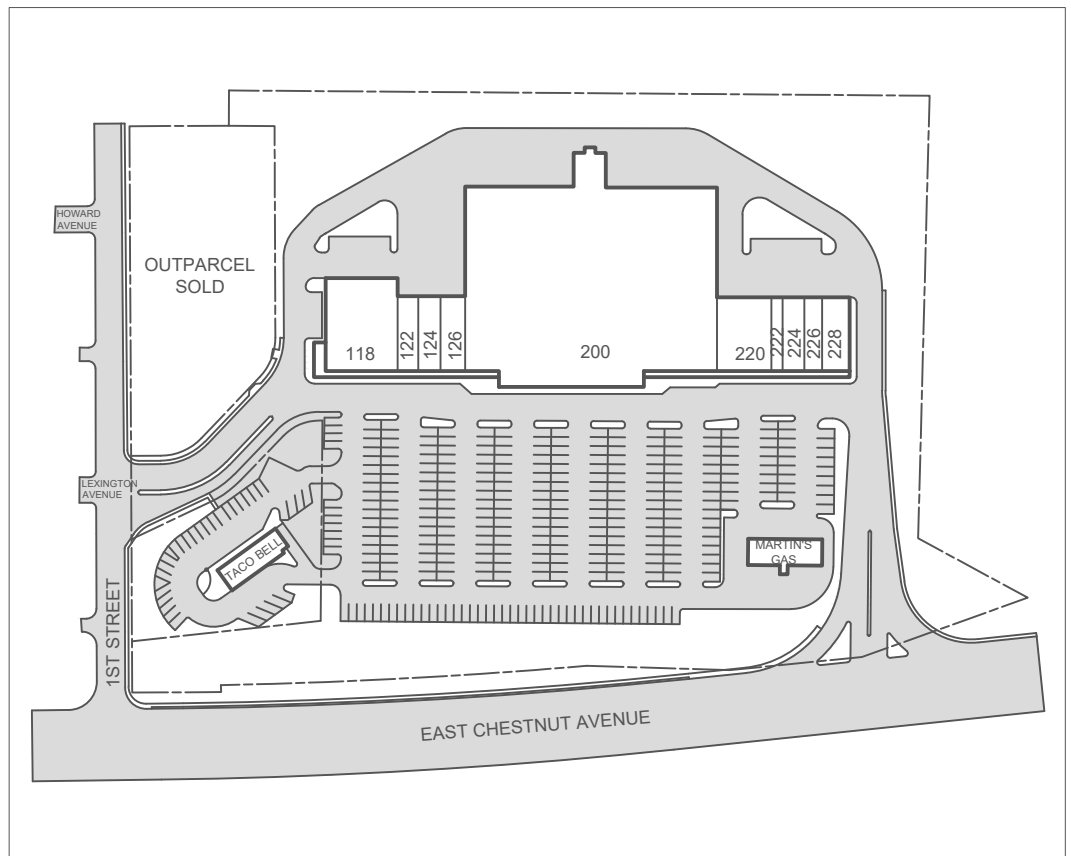 HOWARD
AVENUE
OUTPARCEL
SOLD
118
122
124
126
200
220
222
224
226
228
LEXINGTON
AVENUE
TACO BELL
MARTIN'S
GAS
1ST STREET
EAST CHESTNUT AVENUE